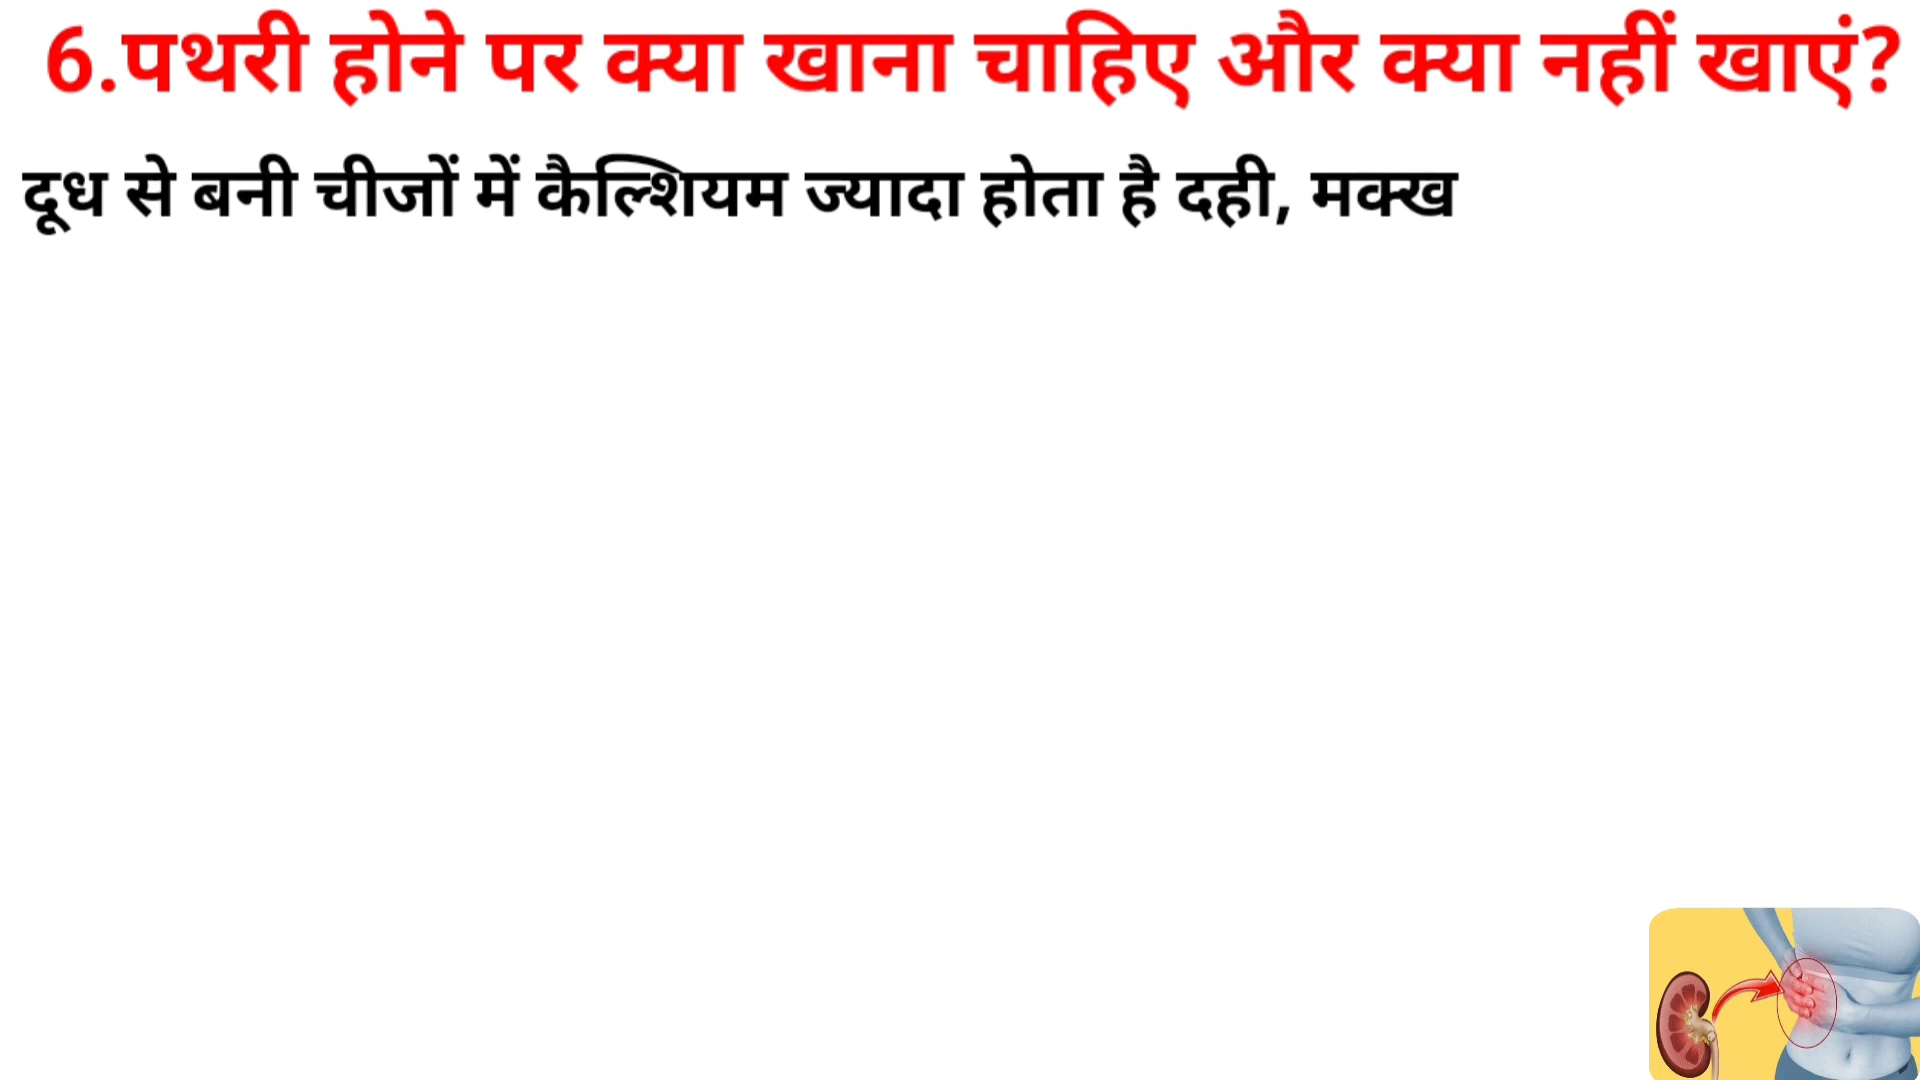 6.पथरी होने पर क्या खाना चाहिए और क्या नहीं खाएं?
दूध से बनी चीजों में कैल्शियम ज्यादा होता है दही, मक्ख